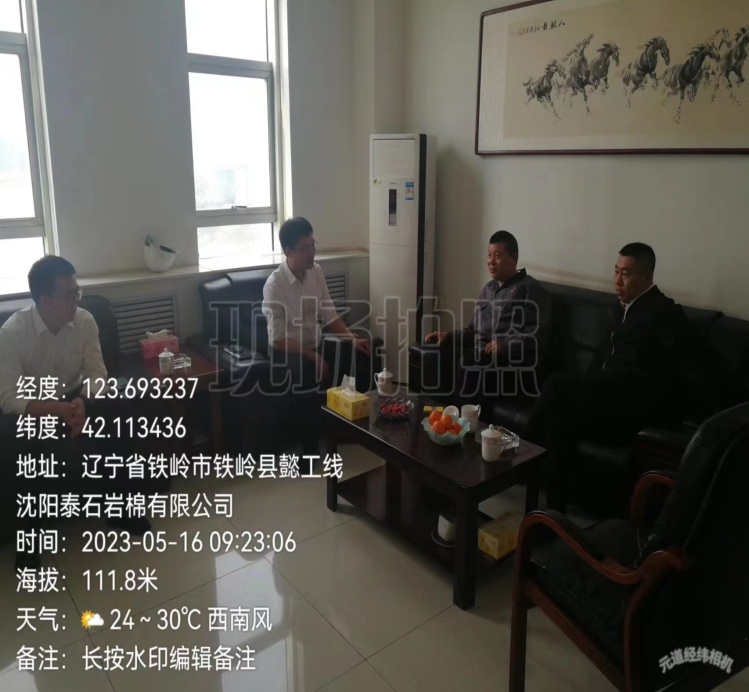 现场拍照
经度：123.693237
纬度：42.113436
地址：辽宁省铁岭市铁岭县懿工线
沈阳泰石岩棉有限公司
时间：2023-05-16 09:23:06
海拔：111.8米
天气：24 ~ 30℃ 西南风
备注：长按水印编辑备注
元道经纬相机